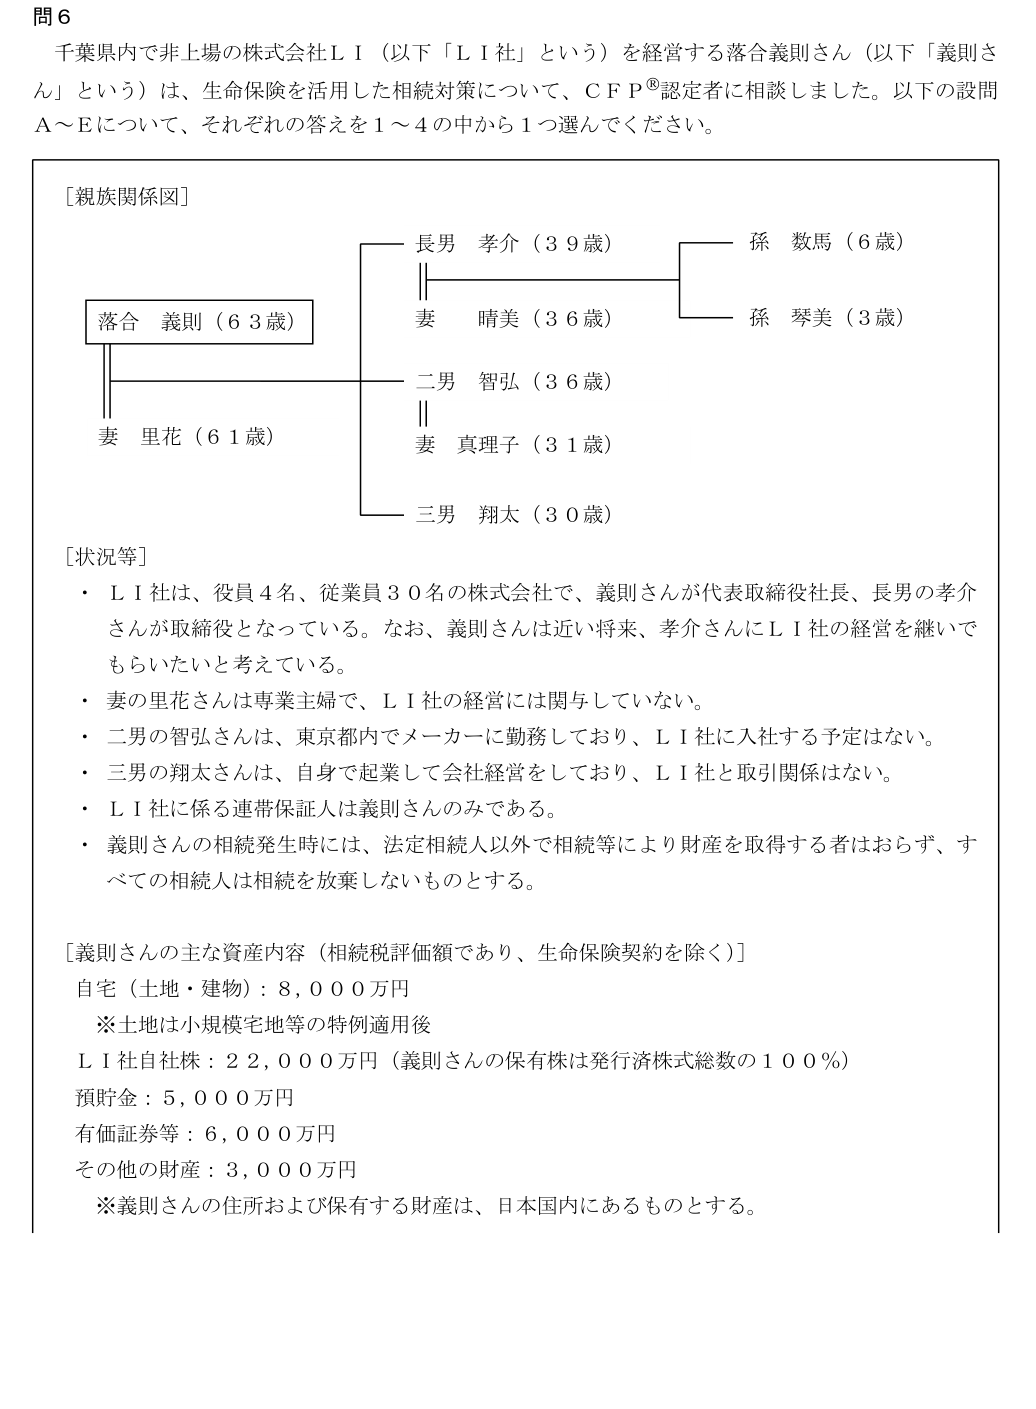 問６
千葉県内で非上場の株式会社ＬＩ（以下「ＬＩ社」という）を経営する落合義則さん（以下「義則さ
ん」という）は、生命保険を活用した相続対策について、ＣＦＰ®認定者に相談しました。以下の設問
Ａ～Ｅについて、それぞれの答えを１～４の中から１つ選んでください。
［親族関係図］
長男　孝介（３９歳）
孫　数馬（６歳）
落合　義則（６３歳）
妻　　晴美（３６歳）
孫　琴美（３歳）
二男　智弘（３６歳）
妻　里花（６１歳）
妻　真理子（３１歳）
三男　翔太（３０歳）
［状況等］
・ ＬＩ社は、役員４名、従業員３０名の株式会社で、義則さんが代表取締役社長、長男の孝介
さんが取締役となっている。なお、義則さんは近い将来、孝介さんにＬＩ社の経営を継いで
もらいたいと考えている。
・ 妻の里花さんは専業主婦で、ＬＩ社の経営には関与していない。
・ 二男の智弘さんは、東京都内でメーカーに勤務しており、ＬＩ社に入社する予定はない。
・ 三男の翔太さんは、自身で起業して会社経営をしており、ＬＩ社と取引関係はない。
・ ＬＩ社に係る連帯保証人は義則さんのみである。
・ 義則さんの相続発生時には、法定相続人以外で相続等により財産を取得する者はおらず、す
べての相続人は相続を放棄しないものとする。
［義則さんの主な資産内容（相続税評価額であり、生命保険契約を除く）］
自宅（土地・建物）：８，０００万円
※土地は小規模宅地等の特例適用後
ＬＩ社自社株：２２，０００万円（義則さんの保有株は発行済株式総数の１００％）
預貯金：５，０００万円
有価証券等：６，０００万円
その他の財産：３，０００万円
※義則さんの住所および保有する財産は、日本国内にあるものとする。